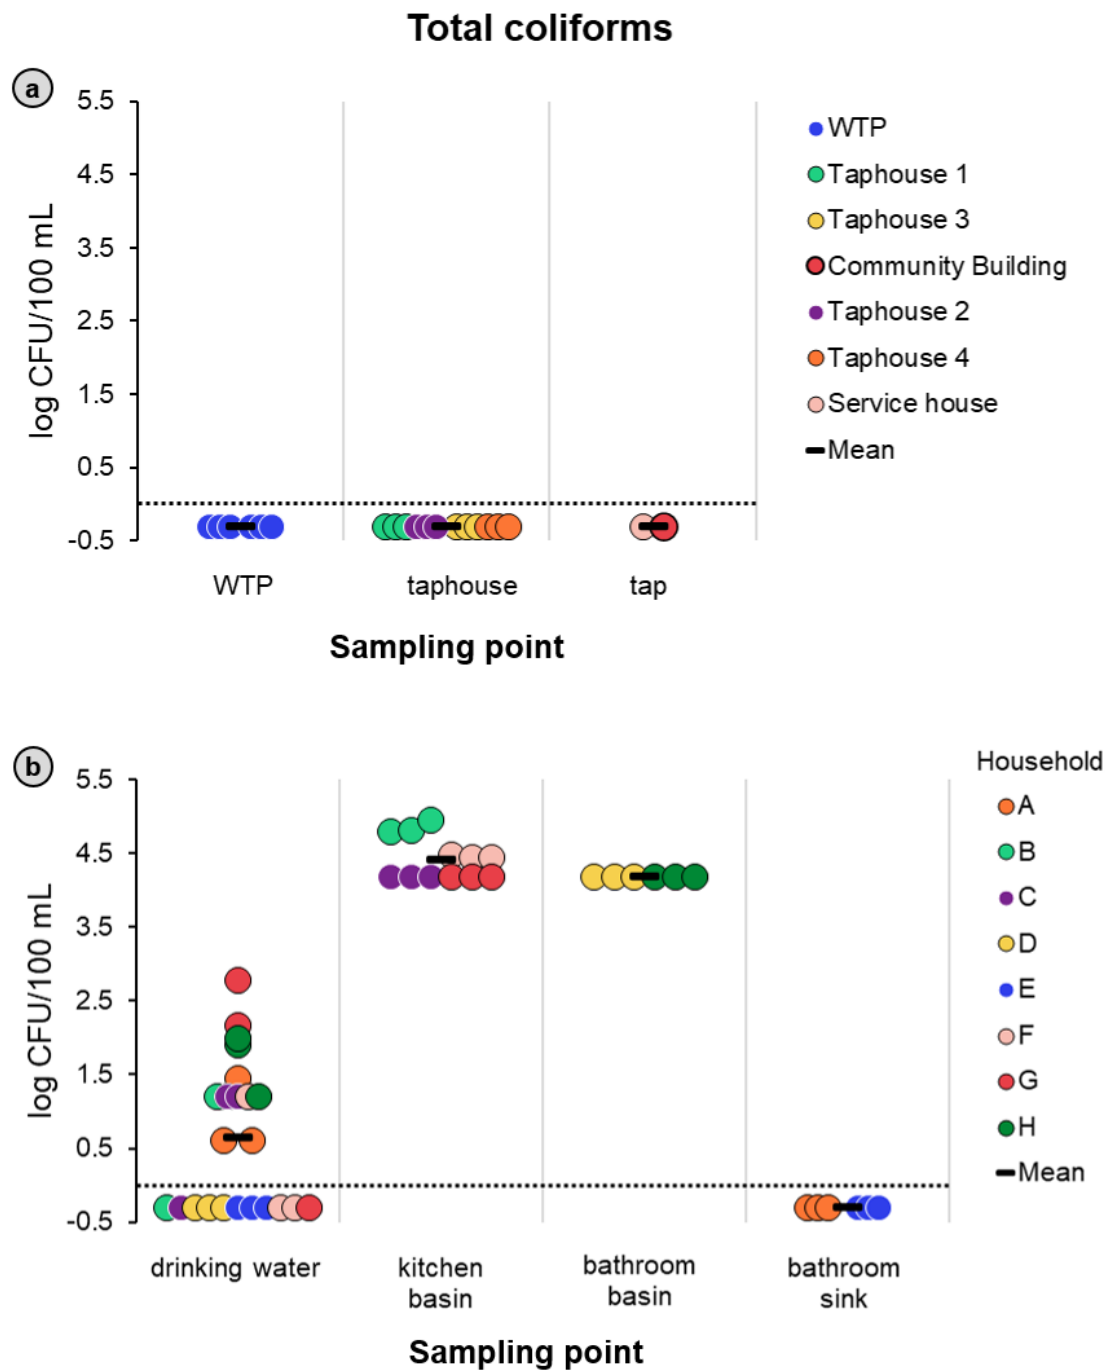 Total coliforms
a
5.5
4.5
3.5
2.5
1.5
0.5
-0.5
log CFU/100 mL
WTP
taphouse
tap
Sampling point
WTP
Taphouse 1
Taphouse 3
Community Building
Taphouse 2
Taphouse 4
Service house
Mean
b
5.5
4.5
3.5
2.5
1.5
0.5
-0.5
log CFU/100 mL
drinking water
kitchen
basin
bathroom
basin
bathroom
sink
Sampling point
Household
A
B
C
D
E
F
G
H
Mean